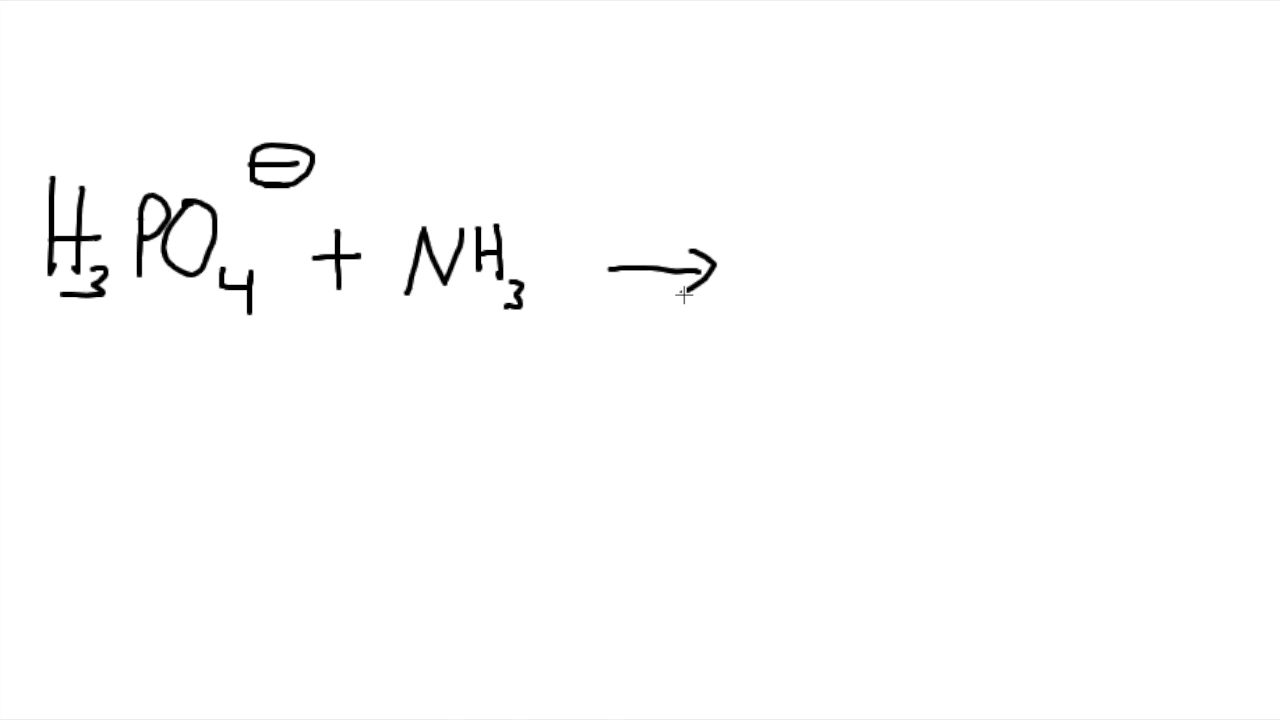 H₃PO₄⊖ + NH₃ →